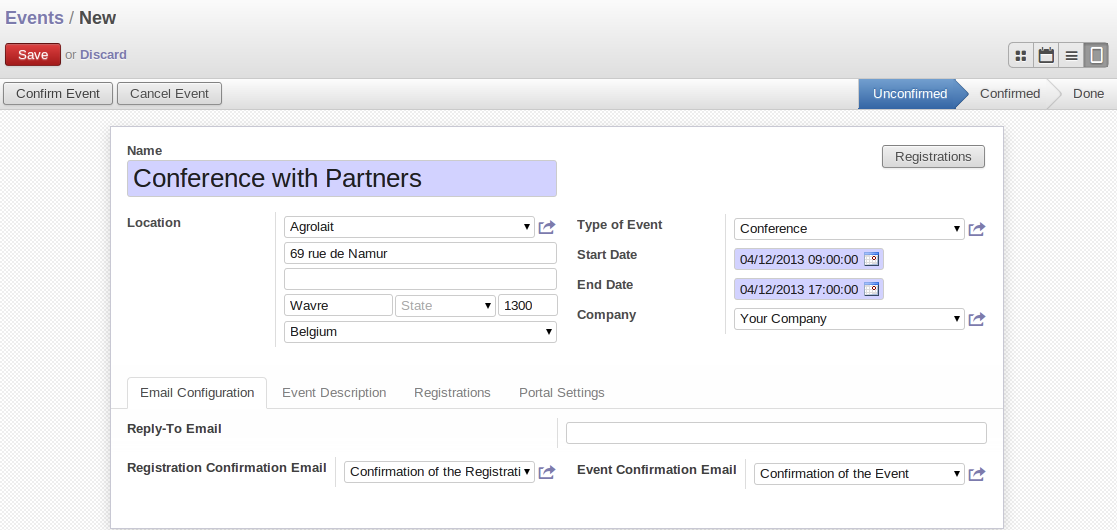 Events / New
Save or Discard
Confirm Event Cancel Event Unconfirmed Confirmed Done
Name
Conference with Partners
Registrations
Location
Agrolait
69 rue de Namur
Wavre State 1300
Belgium
Type of Event Conference
Start Date 04/12/2013 09:00:00
End Date 04/12/2013 17:00:00
Company Your Company
Email Configuration Event Description Registrations Portal Settings
Reply-To Email
Registration Confirmation Email Confirmation of the Registrati
Event Confirmation Email Confirmation of the Event